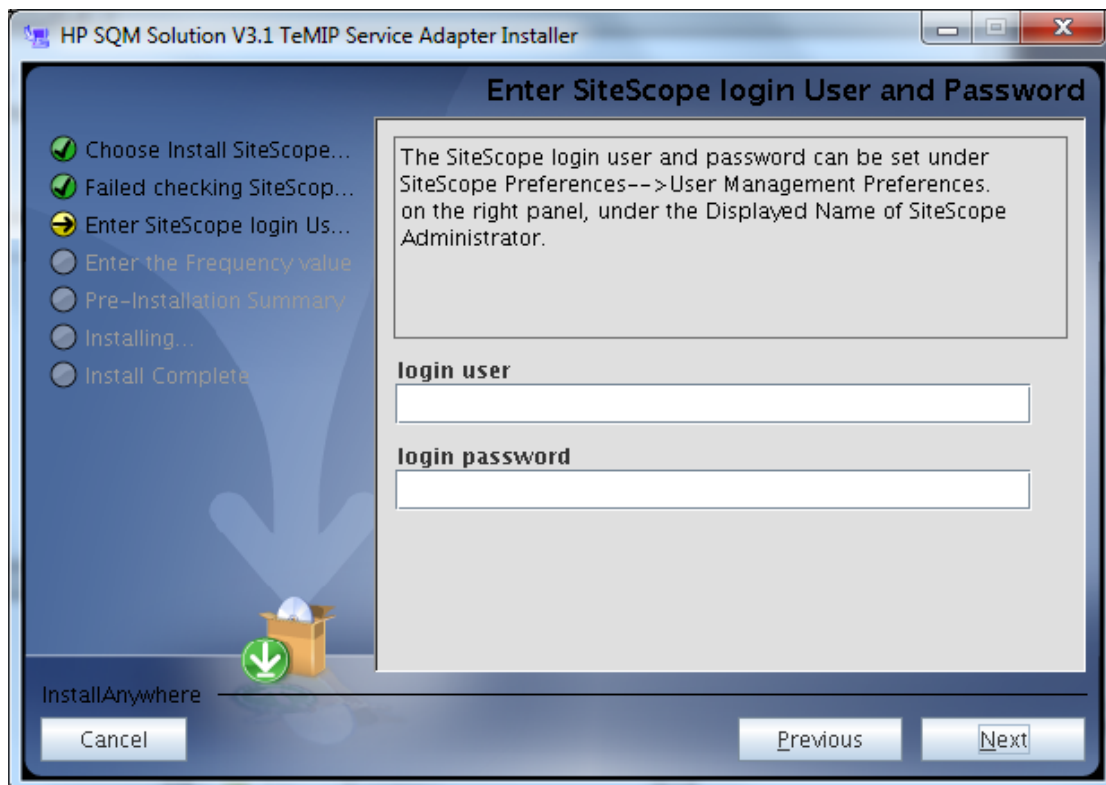 HP SQM Solution V3.1 TeMIP Service Adapter Installer
Enter SiteScope login User and Password
Choose Install SiteScope...
Failed checking SiteScop...
Enter SiteScope login Us...
Enter the Frequency value
Pre-Installation Summary
Installing...
Install Complete
The SiteScope login user and password can be set under
SiteScope Preferences-->User Management Preferences.
on the right panel, under the Displayed Name of SiteScope
Administrator.
login user
login password
InstallAnywhere
Cancel
Previous
Next